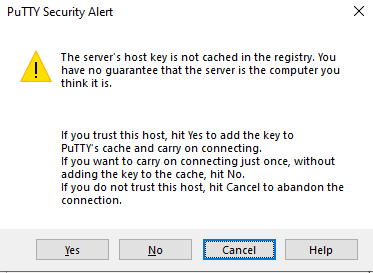 PuTTY Security Alert
The server's host key is not cached in the registry. You
have no guarantee that the server is the computer you
think it is.
If you trust this host, hit Yes to add the key to
PuTTY's cache and carry on connecting.
If you want to carry on connecting just once, without
adding the key to the cache, hit No.
If you do not trust this host, hit Cancel to abandon the
connection.
Yes No Cancel Help